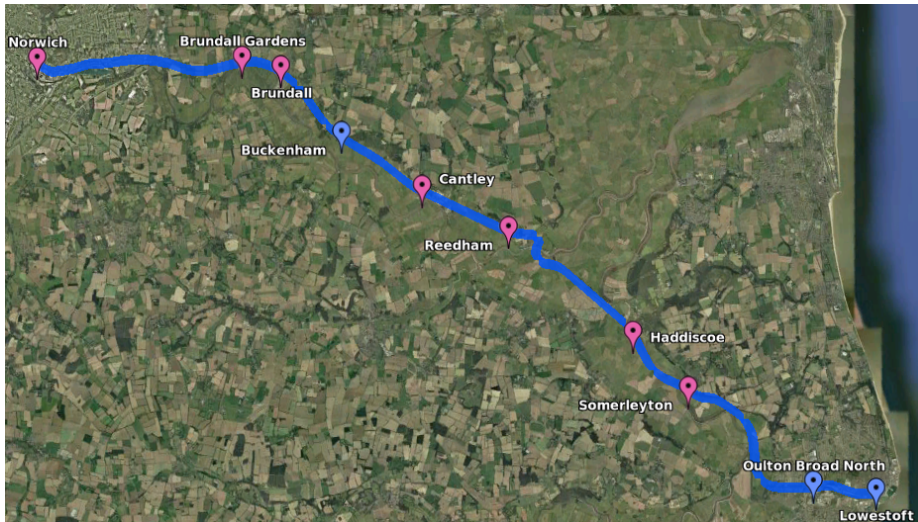 Norwich
Brundall Gardens
Brundall
Buckenham
Cantley
Reedham
Haddiscoe
Somerleyton
Oulton Broad North
Lowestoft